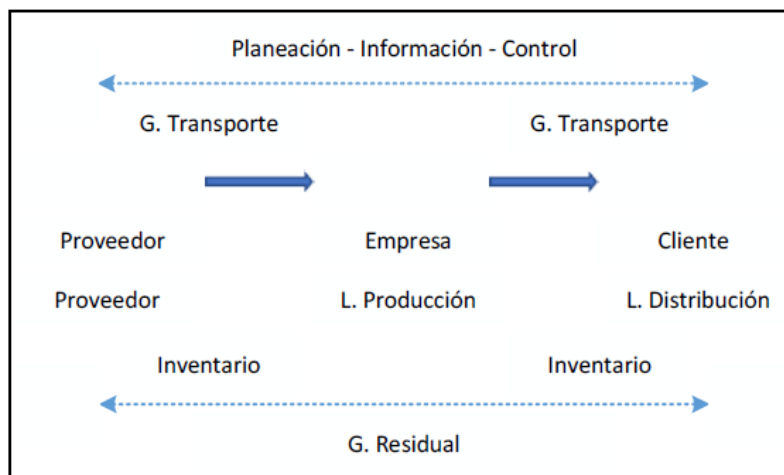 Planeación - Información - Control
G. Transporte G. Transporte
Proveedor Empresa Cliente
Proveedor L. Producción L. Distribución
Inventario Inventario
G. Residual